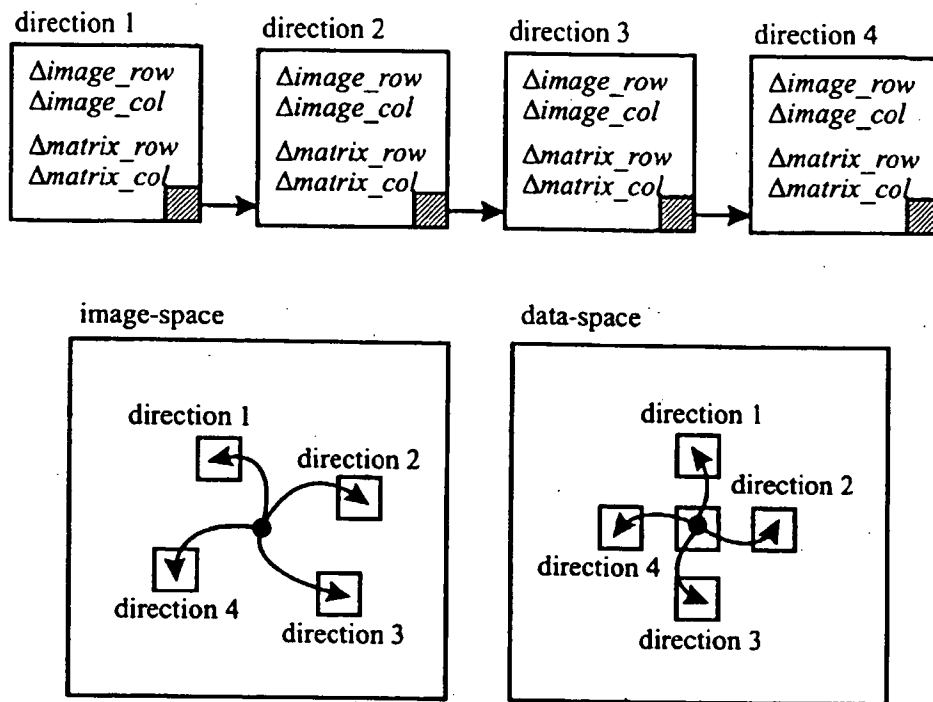 direction 1
Δimage_row
Δimage_col
Δmatrix_row
Δmatrix_col
direction 2
Δimage_row
Δimage_col
Δmatrix_row
Δmatrix_col
direction 3
Δimage_row
Δimage_col
Δmatrix_row
Δmatrix_col
direction 4
Δimage_row
Δimage_col
Δmatrix_row
Δmatrix_col
image-space
direction 1
direction 2
direction 4
direction 3
data-space
direction 1
direction 2
direction 4
direction 3